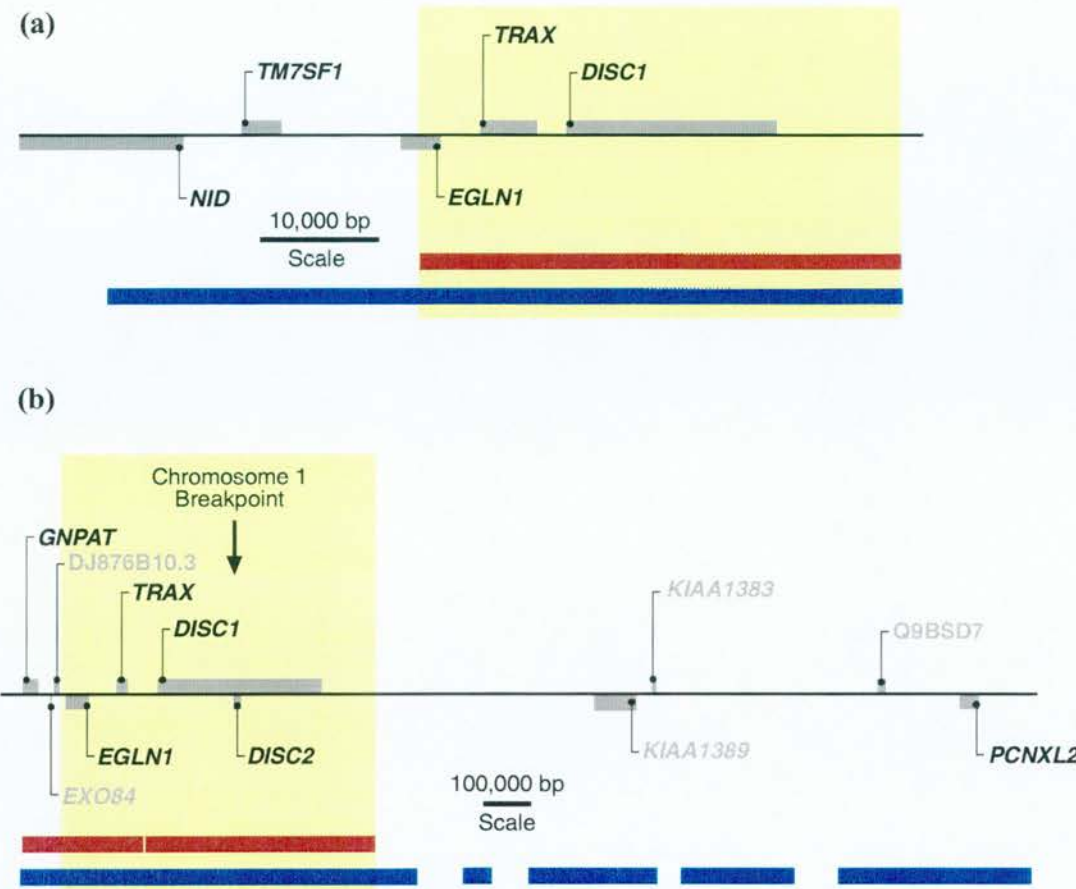 (a)
TRAX
TM7SF1
DISC1
NID
EGLN1
10,000 bp
Scale
(b)
Chromosome 1
Breakpoint
GNPAT
DJ876B10.3
TRAX
KIAA1383
DISC1
Q9BSD7
EGLN1
DISC2
KIAA1389
PCNXL2
EXO84
100,000 bp
Scale